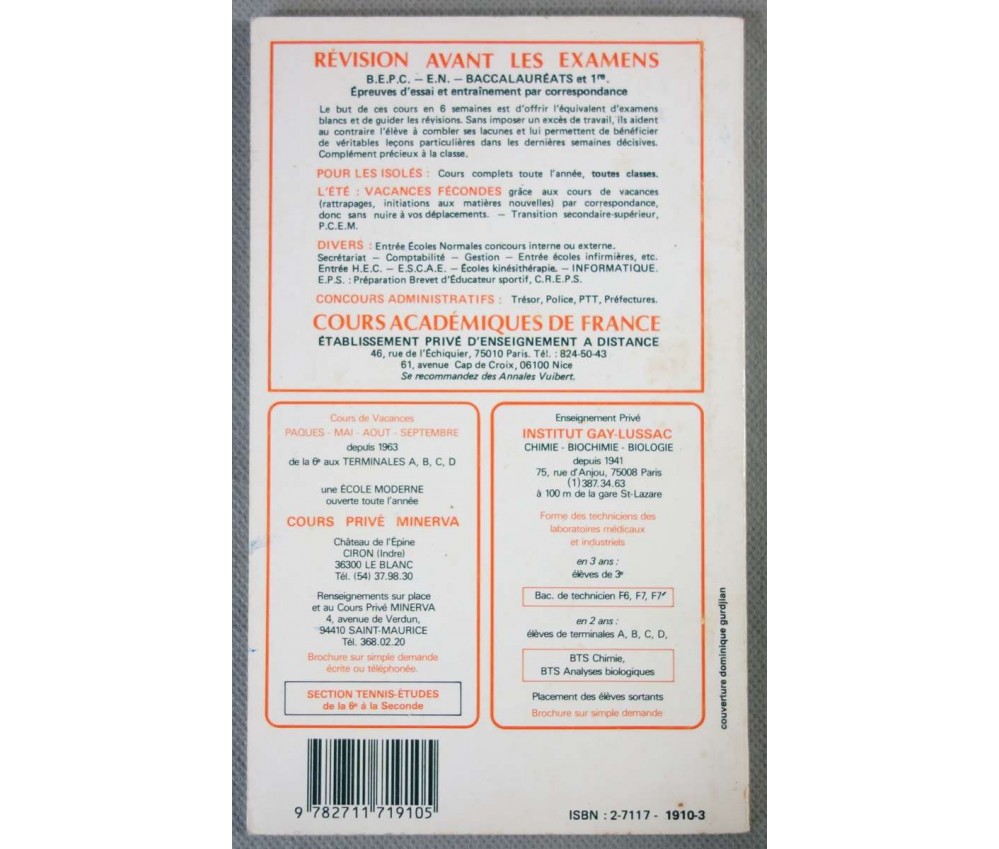 RÉVISION AVANT LES EXAMENS
B.E.P.C. – E.N. – BACCALAURÉATS et 1re.
Épreuves d'essai et entraînement par correspondance
Le but de ces cours en 6 semaines est d'offrir l'équivalent d'examens
blancs et de guider les révisions. Sans imposer un excès de travail, ils aident
au contraire l'élève à combler ses lacunes et lui permettent de bénéficier
de véritables leçons particulières dans les dernières semaines décisives.
Complément précieux à la classe.
POUR LES ISOLÉS : Cours complets toute l'année, toutes classes.
L'ÉTÉ : VACANCES FÉCONDES grâce aux cours de vacances
(rattrapages, initiations aux matières nouvelles) par correspondance,
donc sans nuire à vos déplacements. – Transition secondaire-supérieur,
P.C.E.M.
DIVERS : Entrée Écoles Normales concours interne ou externe.
Secrétariat – Comptabilité – Gestion – Entrée écoles infirmières, etc.
Entrée H.E.C. – E.S.C.A.E. – Écoles kinésithérapie. – INFORMATIQUE.
E.P.S. : Préparation Brevet d'Éducateur sportif, C.R.E.P.S.
CONCOURS ADMINISTRATIFS : Trésor, Police, PTT, Préfectures.
COURS ACADÉMIQUES DE FRANCE
ÉTABLISSEMENT PRIVÉ D'ENSEIGNEMENT A DISTANCE
46, rue de l'Échiquier, 75010 Paris. Tél. : 824-50-43
61, avenue Cap de Croix, 06100 Nice
Se recommandez des Annales Vuibert.
Cours de Vacances
PAQUES - MAI - AOUT - SEPTEMBRE
depuis 1963
de la 6e aux TERMINALES A, B, C, D
une ÉCOLE MODERNE
ouverte toute l'année
COURS PRIVÉ MINERVA
Château de l'Épine
CIRON (Indre)
36300 LE BLANC
Tél. (54) 37.98.30
Renseignements sur place
et au Cours Privé MINERVA
4, avenue de Verdun,
94410 SAINT-MAURICE
Tél. 368.02.20
Brochure sur simple demande
écrite ou téléphonée.
SECTION TENNIS-ÉTUDES
de la 6e à la Seconde
Enseignement Privé
INSTITUT GAY-LUSSAC
CHIMIE - BIOCHIMIE - BIOLOGIE
depuis 1941
75, rue d'Anjou, 75008 Paris
(1) 387.34.63
à 100 m de la gare St-Lazare
Forme des techniciens des
laboratoires médicaux
et industriels
en 3 ans :
élèves de 3e
Bac. de technicien F6, F7, F7'
en 2 ans :
élèves de terminales A, B, C, D,
BTS Chimie,
BTS Analyses biologiques
Placement des élèves sortants
Brochure sur simple demande
couverture dominique gurdjian
9 782711 719105
ISBN : 2-7117 - 1910-3